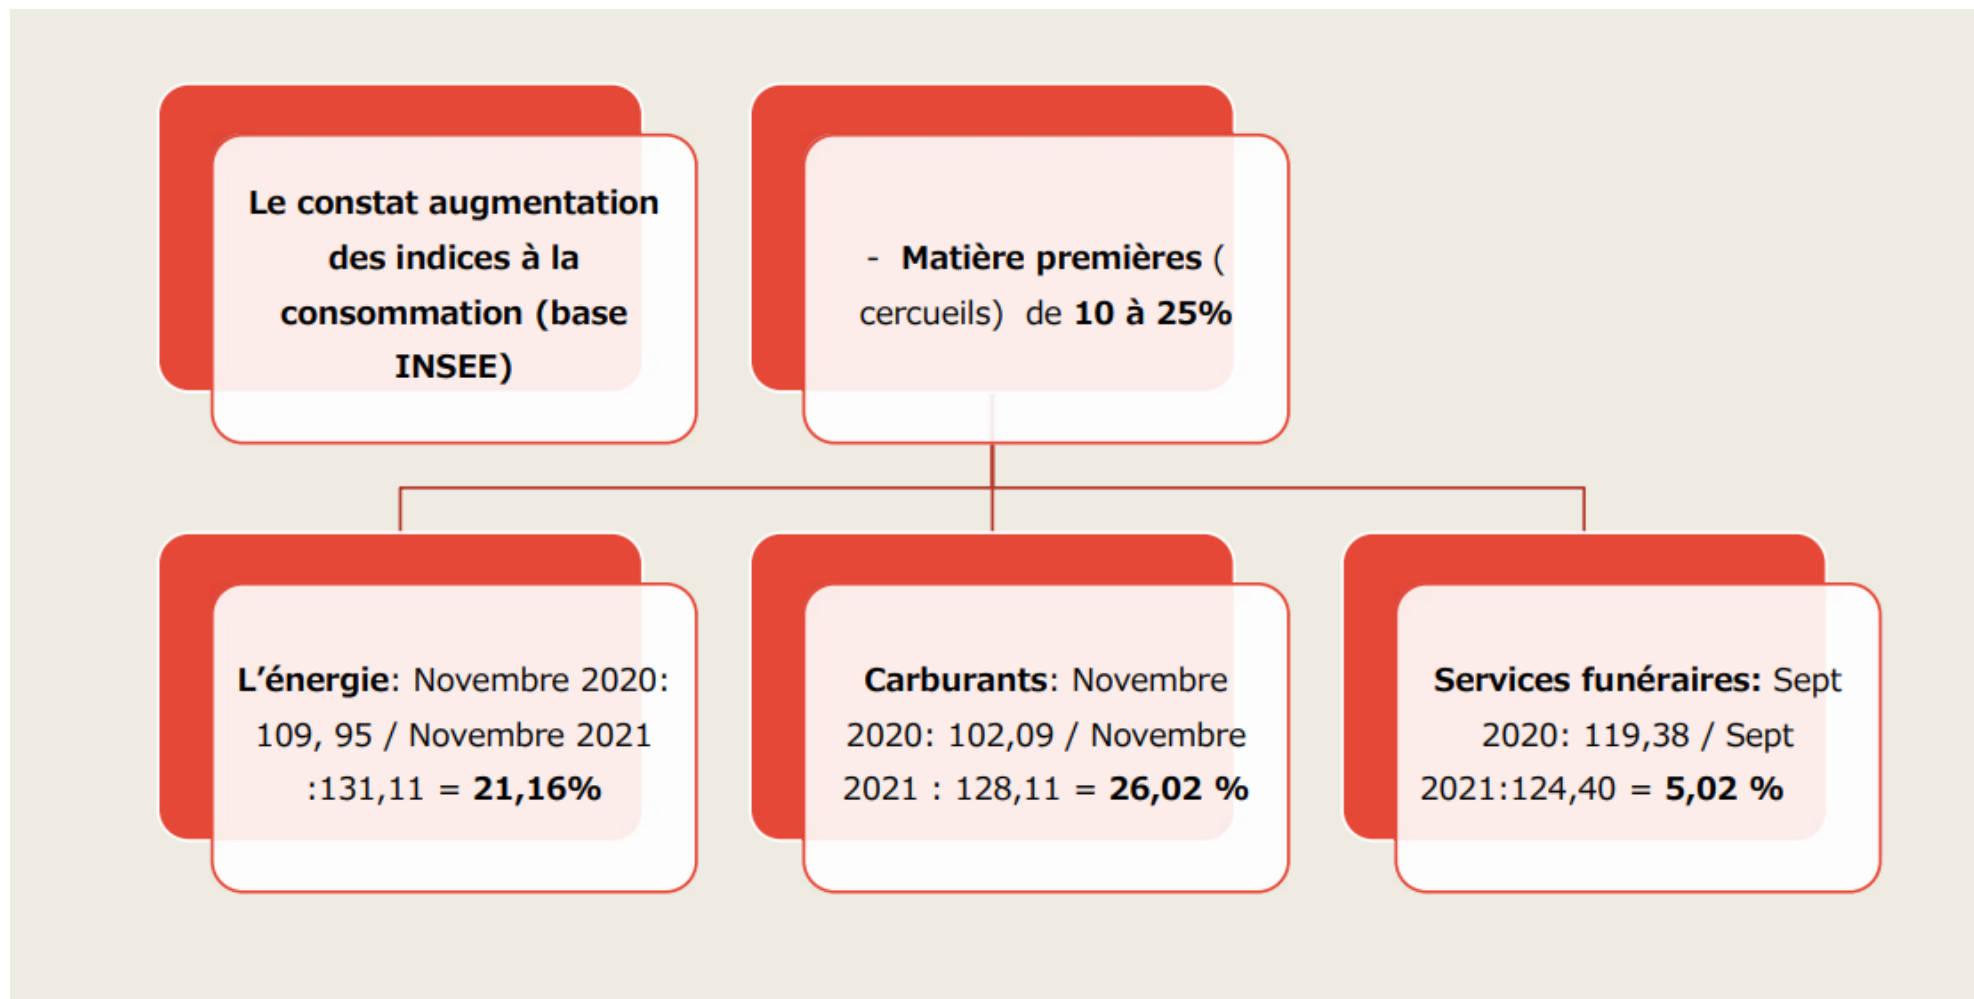 Le constat augmentation
des indices à la
consommation (base
INSEE)
- Matière premières (
cercueils) de 10 à 25%
L’énergie: Novembre 2020:
109, 95 / Novembre 2021
:131,11 = 21,16%
Carburants: Novembre
2020: 102,09 / Novembre
2021 : 128,11 = 26,02 %
Services funéraires: Sept
2020: 119,38 / Sept
2021:124,40 = 5,02 %